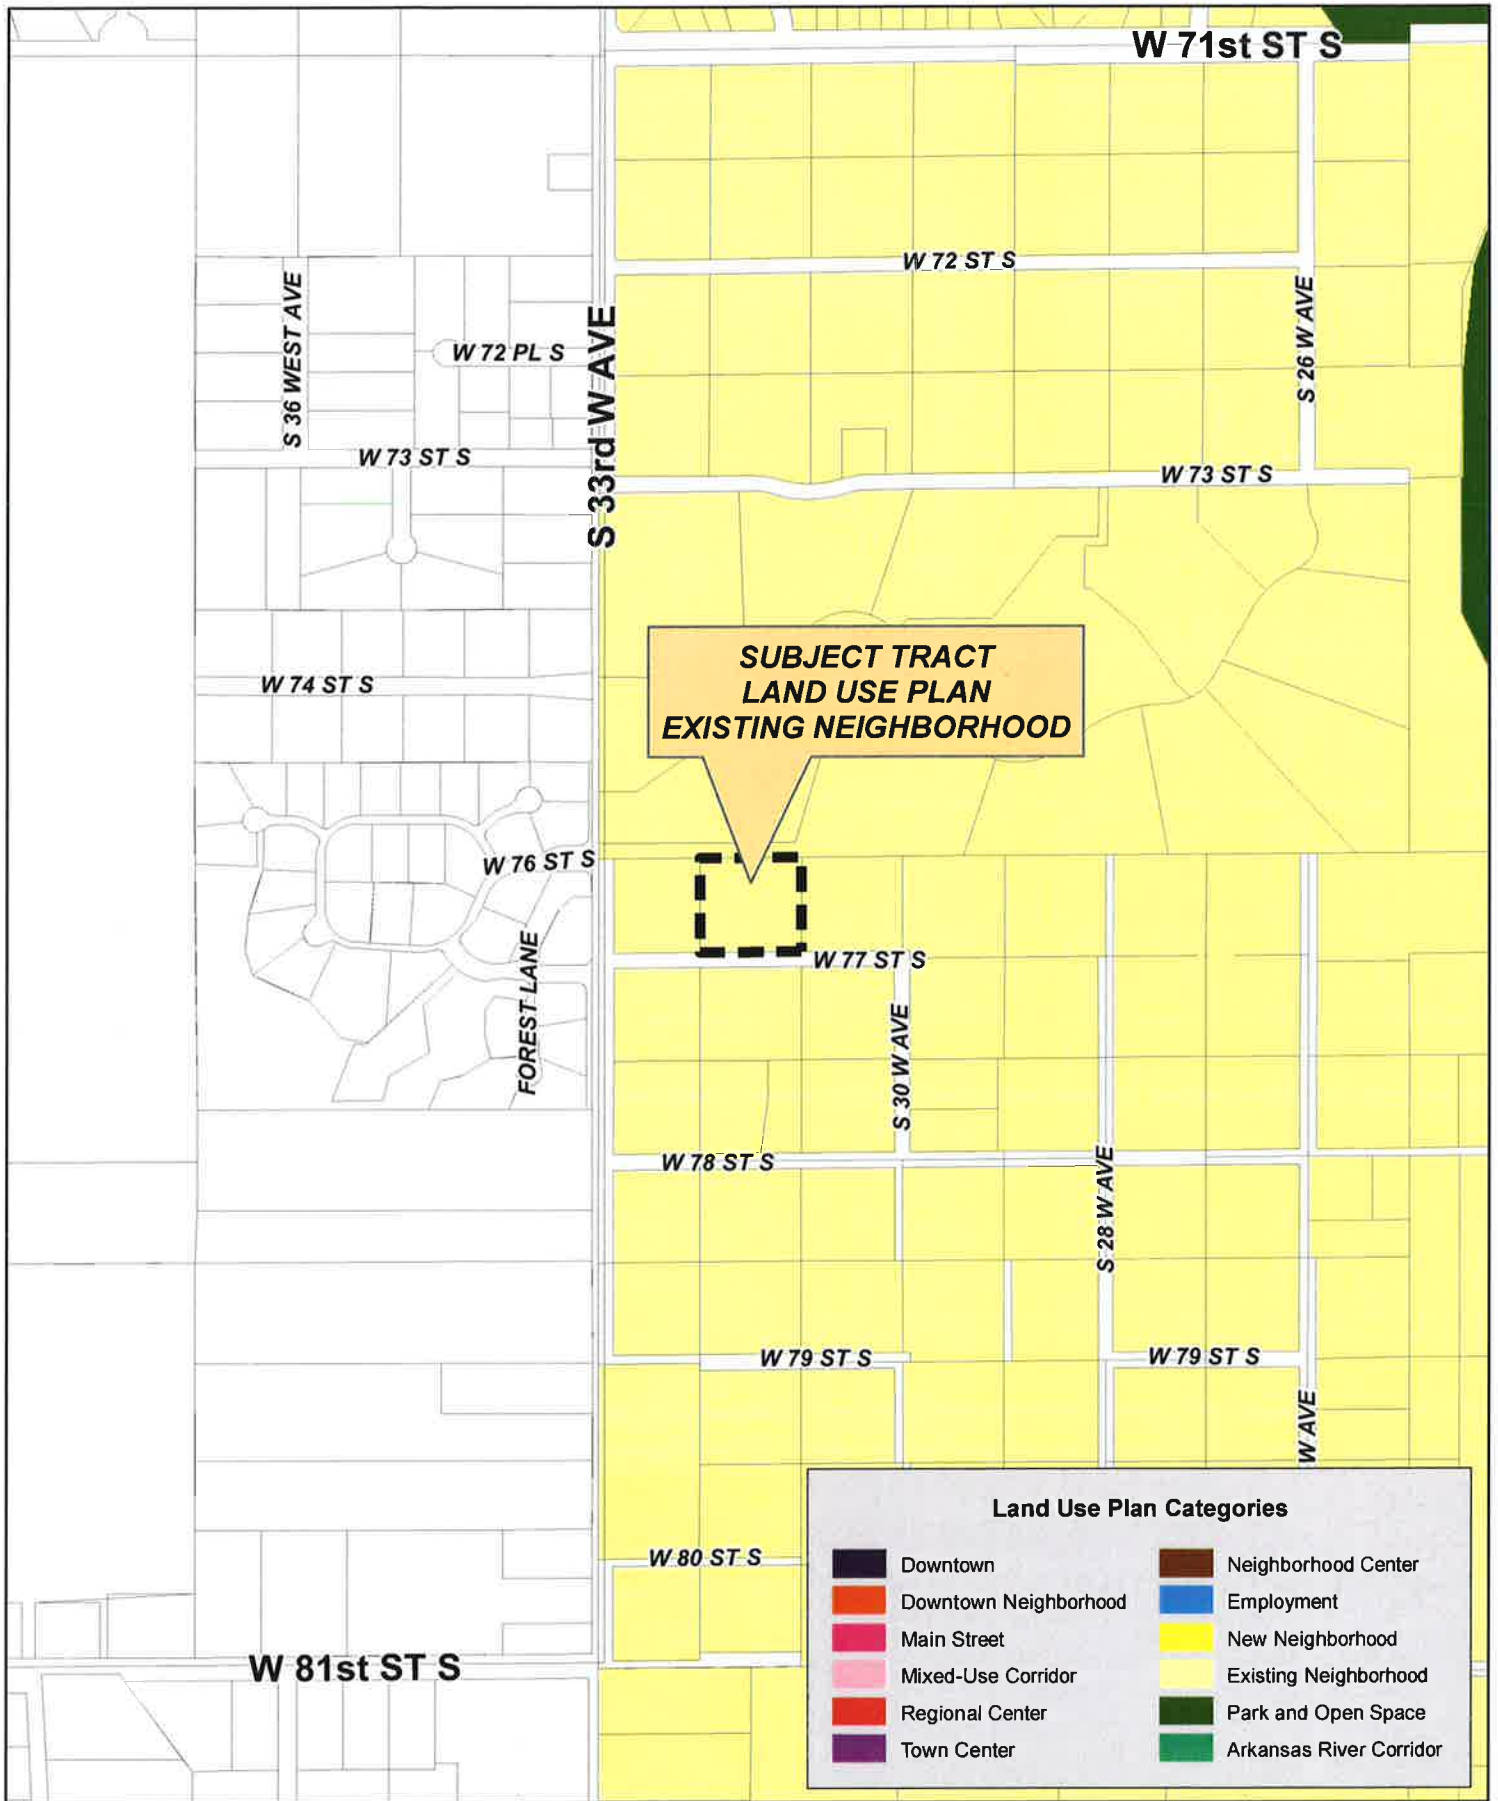 W 71st ST S
W 72 ST S
S 36 WEST AVE
S 26 W AVE
W 72 PL S
S 33rd W AVE
W 73 ST S
W 73 ST S
SUBJECT TRACT
LAND USE PLAN
EXISTING NEIGHBORHOOD
W 74 ST S
W 76 ST S
W 77 ST S
FOREST LANE
S 30 W AVE
W 78 ST S
S 28 W AVE
W 79 ST S
W 79 ST S
W AVE
W 80 ST S
W 81st ST S
Land Use Plan Categories
Downtown
Downtown Neighborhood
Main Street
Mixed-Use Corridor
Regional Center
Town Center
Neighborhood Center
Employment
New Neighborhood
Existing Neighborhood
Park and Open Space
Arkansas River Corridor